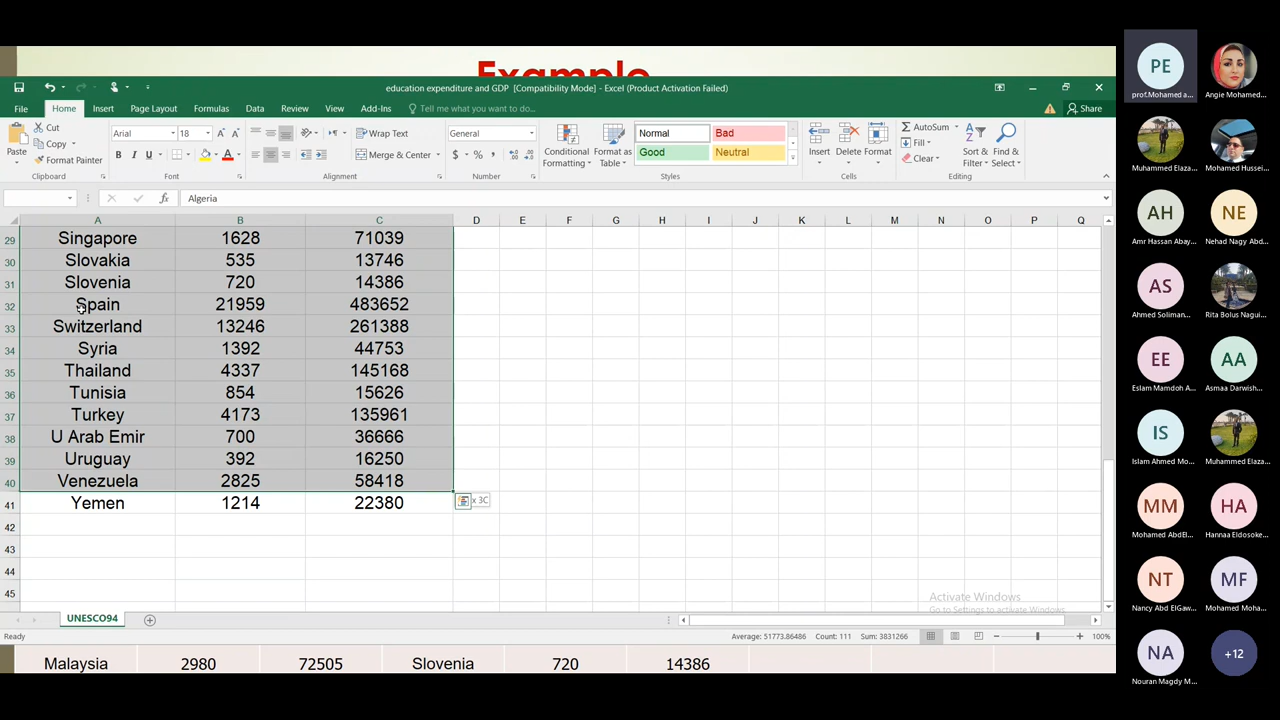 Example
education expenditure and GDP [Compatibility Mode] - Excel (Product Activation Failed)
File Home Insert Page Layout Formulas Data Review View Add-Ins Tell me what you want to do... Share
Paste
Cut
Copy
Format Painter
Clipboard
Arial 18
B I U
Font
Wrap Text
Merge & Center
Alignment
General
$ % ,
Number
Conditional Formatting
Format as Table
Normal Bad
Good Neutral
Styles
Insert Delete Format
Cells
AutoSum
Fill
Clear
Sort & Filter
Find & Select
Editing
fx Algeria
A B C D E F G H I J K L M N O P Q
29 Singapore 1628 71039
30 Slovakia 535 13746
31 Slovenia 720 14386
32 Spain 21959 483652
33 Switzerland 13246 261388
34 Syria 1392 44753
35 Thailand 4337 145168
36 Tunisia 854 15626
37 Turkey 4173 135961
38 U Arab Emir 700 36666
39 Uruguay 392 16250
40 Venezuela 2825 58418
41 Yemen 1214 22380
x 3C
42
43
44
45
Activate Windows
Go to Settings to activate Windows.
UNESCO94
Ready Average: 51773.86486 Count: 111 Sum: 3831266 100%
Malaysia 2980 72505 Slovenia 720 14386
PE
prof.Mohamed a... Angie Mohamed...
Muhammed Elaza... Mohamed Hussei...
AH NE
Amr Hassan Abay... Nehad Nagy Abd...
AS
Ahmed Soliman... Rita Bolus Nagui...
EE AA
Eslam Mamdoh A... Asmaa Darwish...
IS
Islam Ahmed Mo... Muhammed Elaza...
MM HA
Mohamed AbdEl... Hannaa Eldosoke...
NT MF
Nancy Abd ElGaw... Mohamed Moha...
NA +12
Nouran Magdy M...